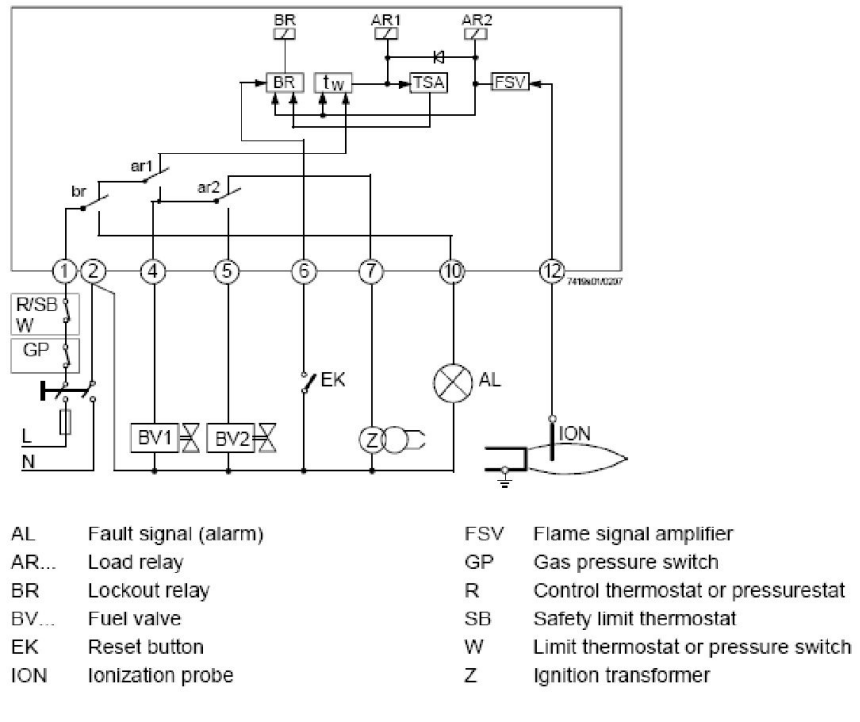 BR AR1 AR2
BR tw TSA FSV
ar1
br ar2
1 2 4 5 6 7 10 12
7419a01/0207
R/SB
W
GP
EK AL
L BV1 BV2 Z ION
N
AL Fault signal (alarm)
AR... Load relay
BR Lockout relay
BV... Fuel valve
EK Reset button
ION Ionization probe
FSV Flame signal amplifier
GP Gas pressure switch
R Control thermostat or pressurestat
SB Safety limit thermostat
W Limit thermostat or pressure switch
Z Ignition transformer